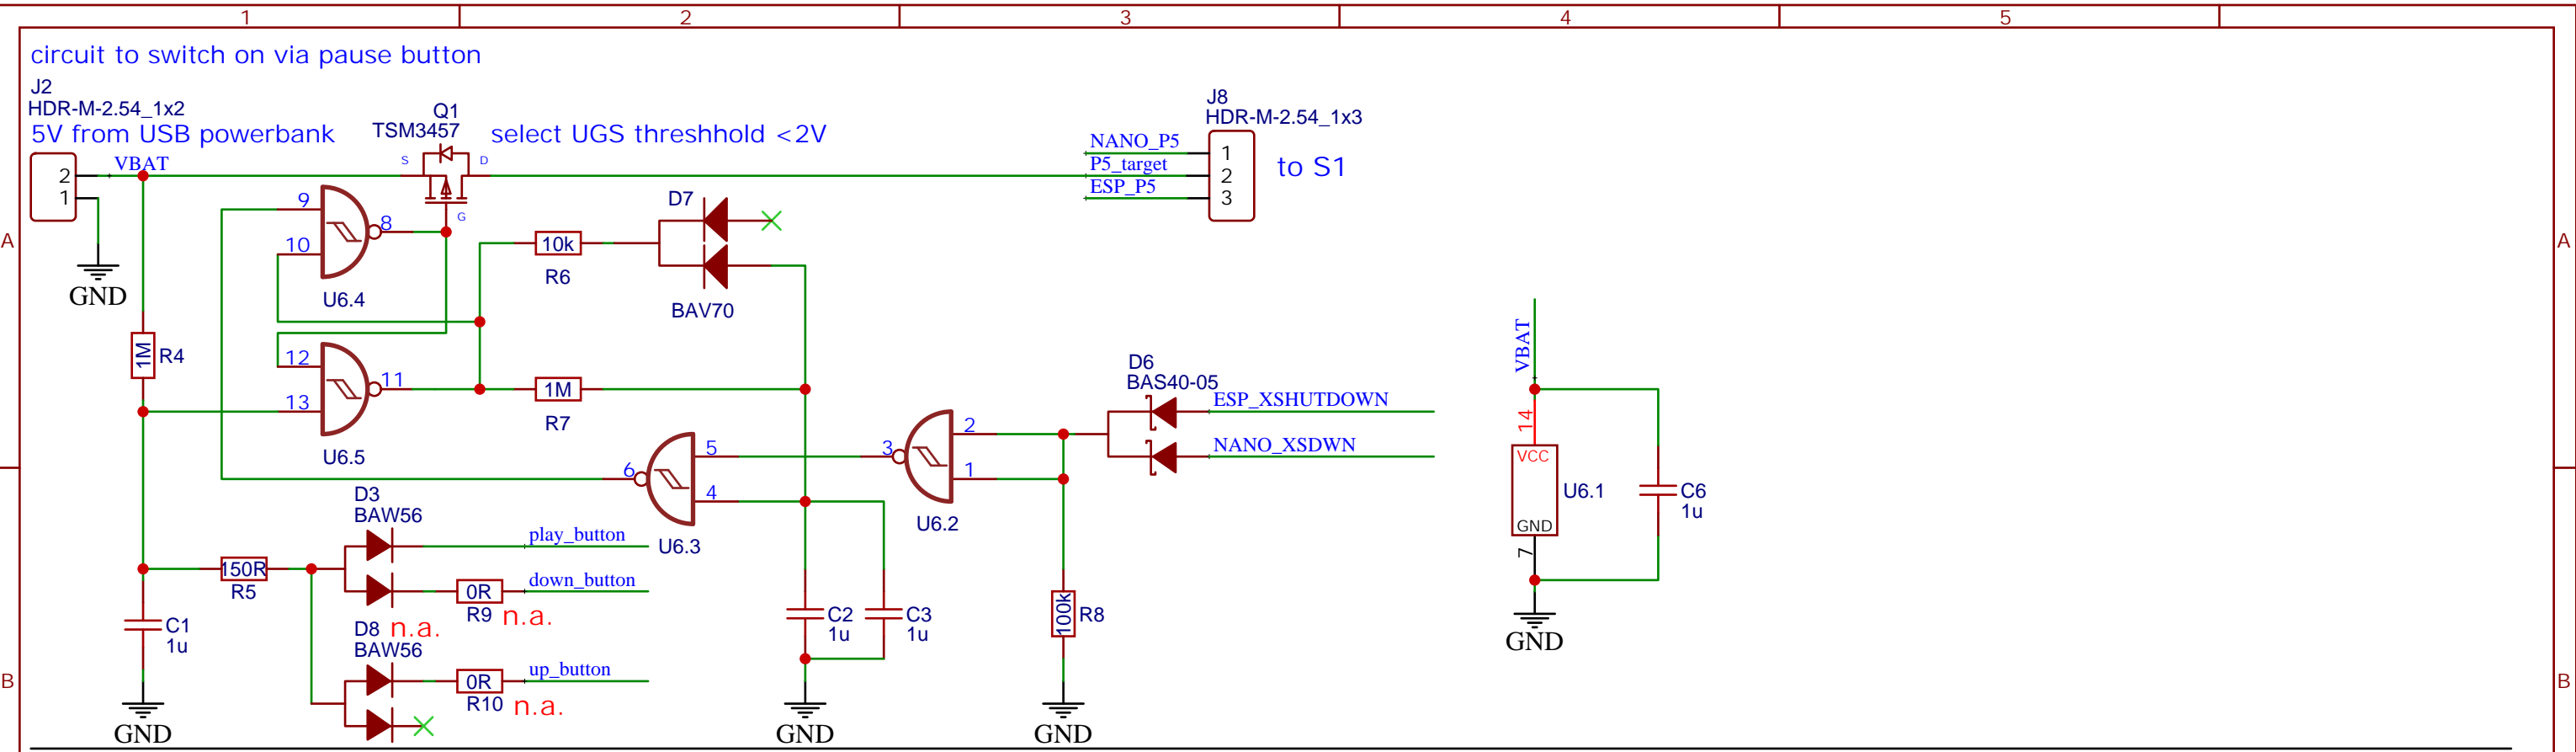 1 2 3 4 5
circuit to switch on via pause button
J2
HDR-M-2.54_1x2
5V from USB powerbank
VBAT
2
1
GND
Q1
TSM3457
S
D
G
select UGS threshhold <2V
J8
HDR-M-2.54_1x3
NANO_P5
P5_target
ESP_P5
1
2
3
to S1
A
A
9
10
8
U6.4
10k
R6
D7
BAV70
1M
R4
12
13
11
U6.5
1M
R7
D6
BAS40-05
ESP_XSHUTDOWN
NANO_XSDWN
2
1
3
U6.2
5
4
6
U6.3
VBAT
14
VCC
GND
7
U6.1
C6
1u
GND
D3
BAW56
play_button
150R
R5
0R
down_button
R9
n.a.
D8
n.a.
BAW56
0R
up_button
R10
n.a.
C1
1u
GND
C2
1u
C3
1u
GND
100k
R8
GND
B
B